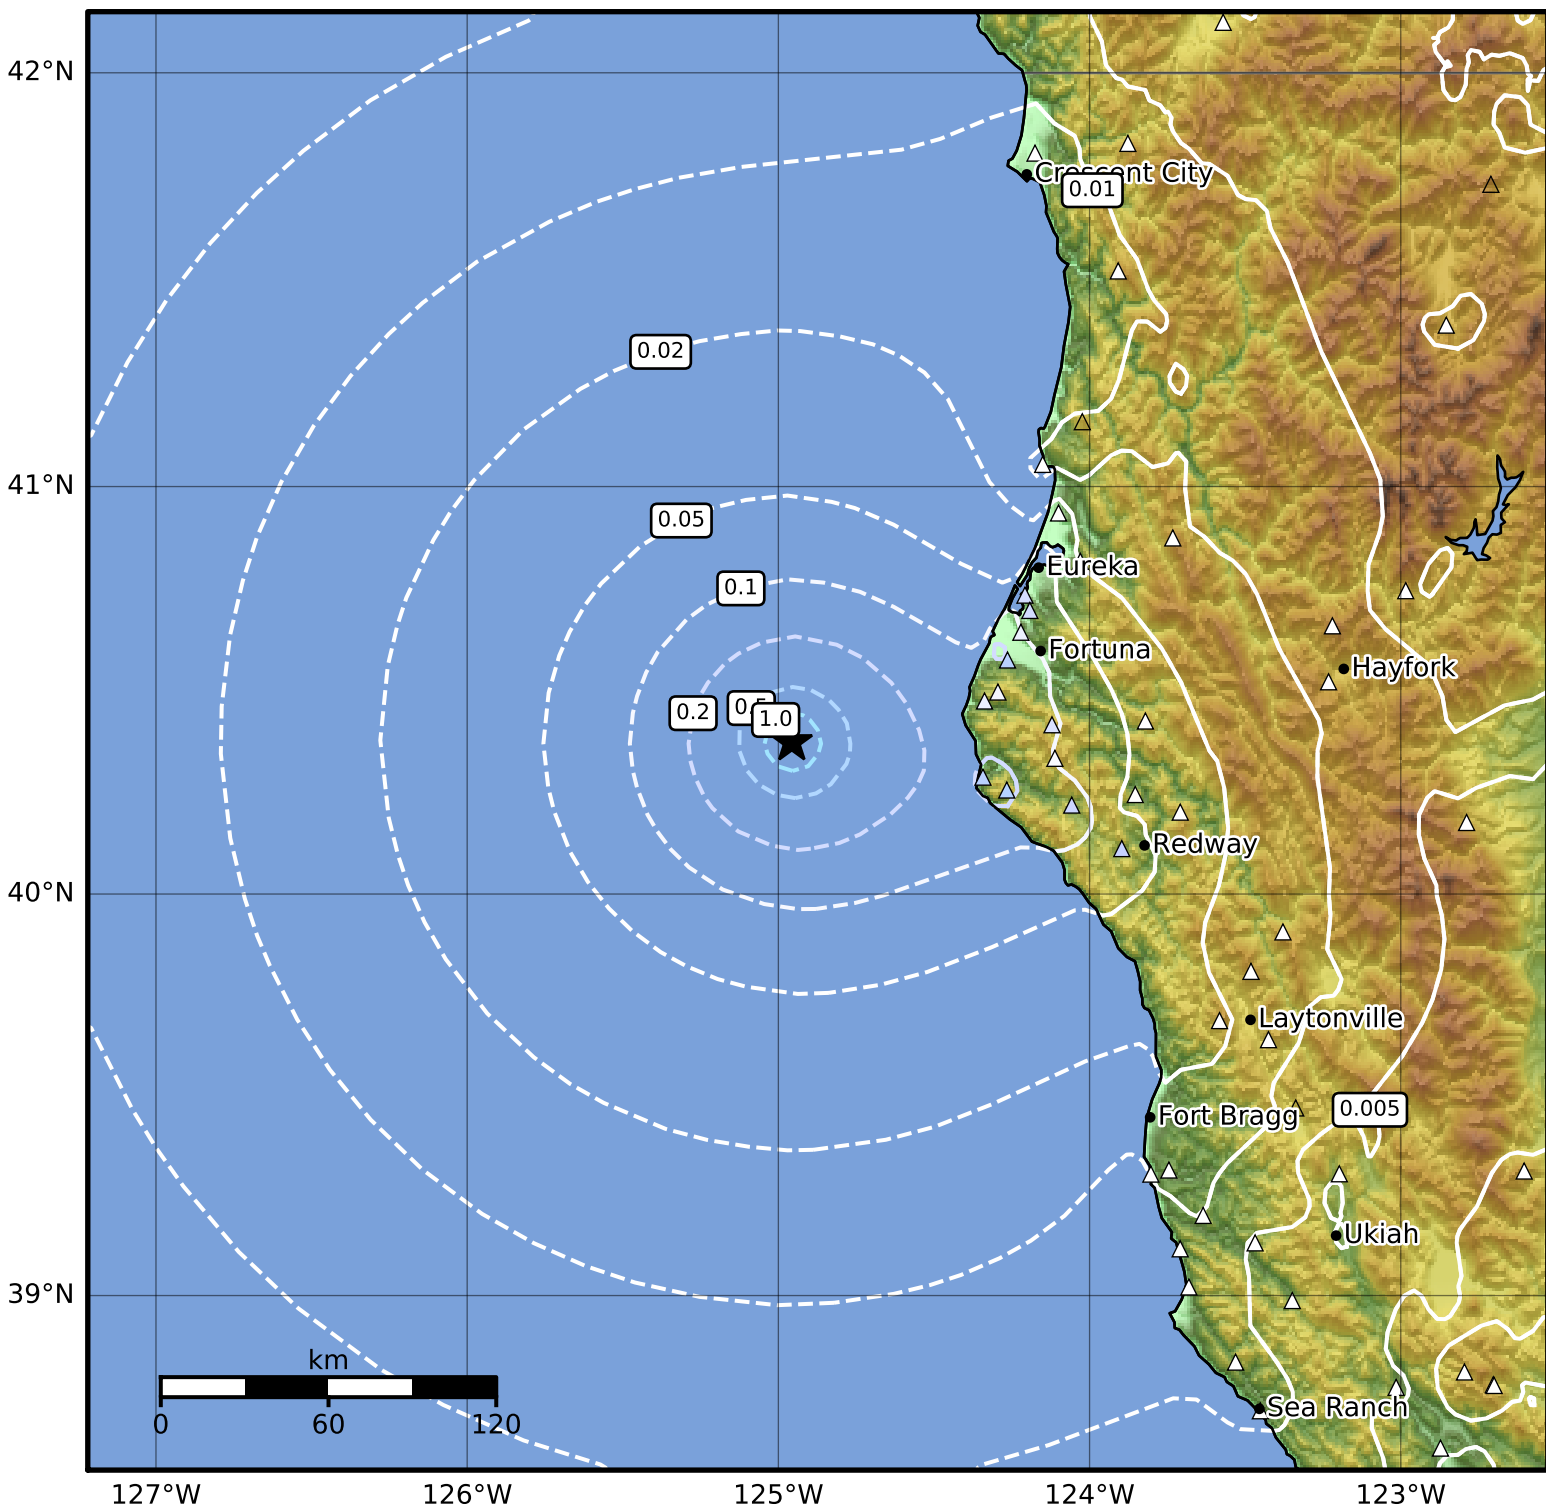 42°N
Crescent City
0.01
0.02
41°N
0.05
Eureka
0.1
Fortuna
Hayfork
0.2
1.0
Redway
40°N
Laytonville
0.005
Fort Bragg
Ukiah
39°N
km
0 60 120
Sea Ranch
127°W 126°W 125°W 124°W 123°W